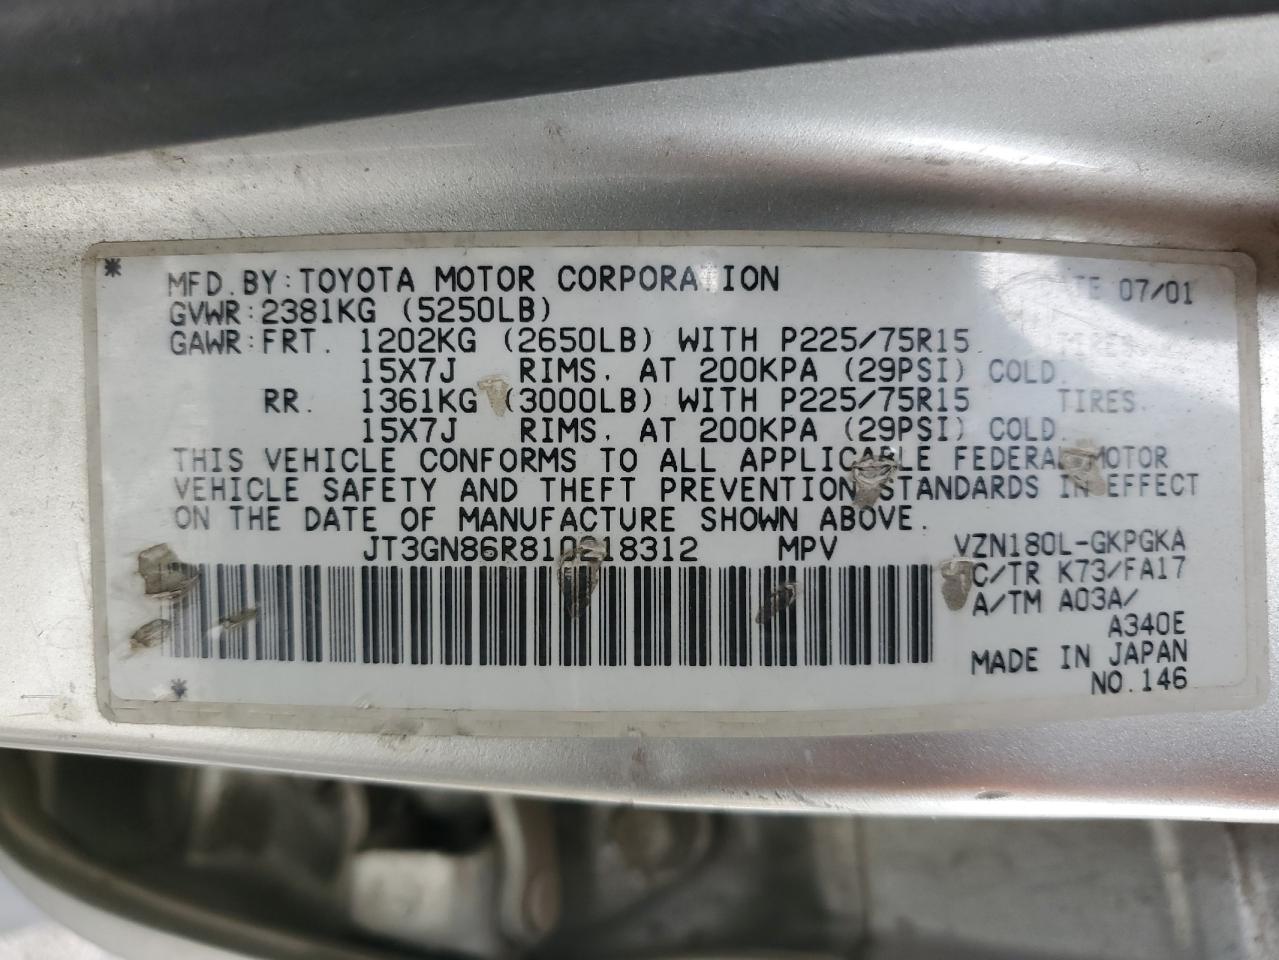 MFD. BY: TOYOTA MOTOR CORPORATION 07/01
GVWR: 2381KG (5250LB)
GAWR: FRT. 1202KG (2650LB) WITH P225/75R15
15X7J RIMS. AT 200KPA (29PSI) COLD.
RR. 1361KG (3000LB) WITH P225/75R15 TIRES.
15X7J RIMS. AT 200KPA (29PSI) COLD.
THIS VEHICLE CONFORMS TO ALL APPLICABLE FEDERAL MOTOR
VEHICLE SAFETY AND THEFT PREVENTION STANDARDS IN EFFECT
ON THE DATE OF MANUFACTURE SHOWN ABOVE.
JT3GN86R810218312 MPV VZN180L-GKPGKA
C/TR K73/FA17
A/TM A03A/
A340E
MADE IN JAPAN
NO. 146